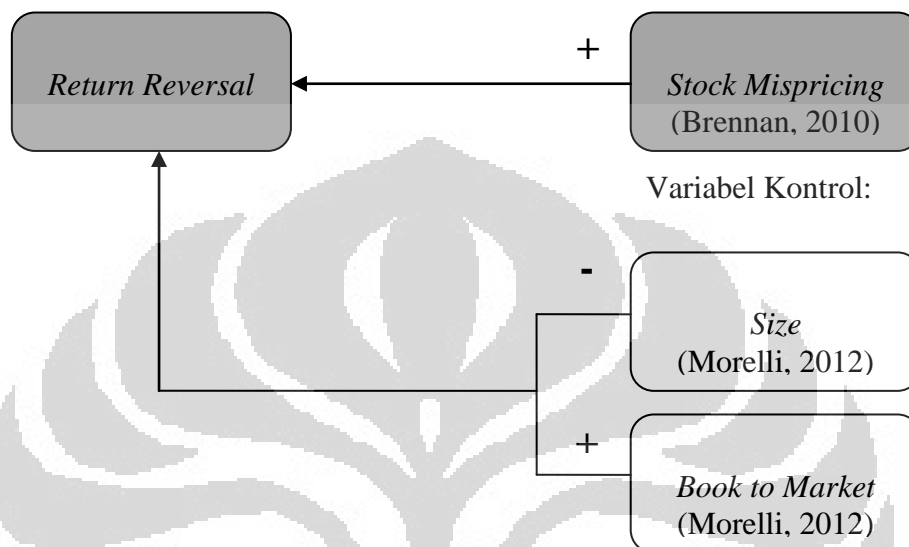 +
Return Reversal
Stock Mispricing
(Brennan, 2010)
Variabel Kontrol:
-
Size
(Morelli, 2012)
+
Book to Market
(Morelli, 2012)